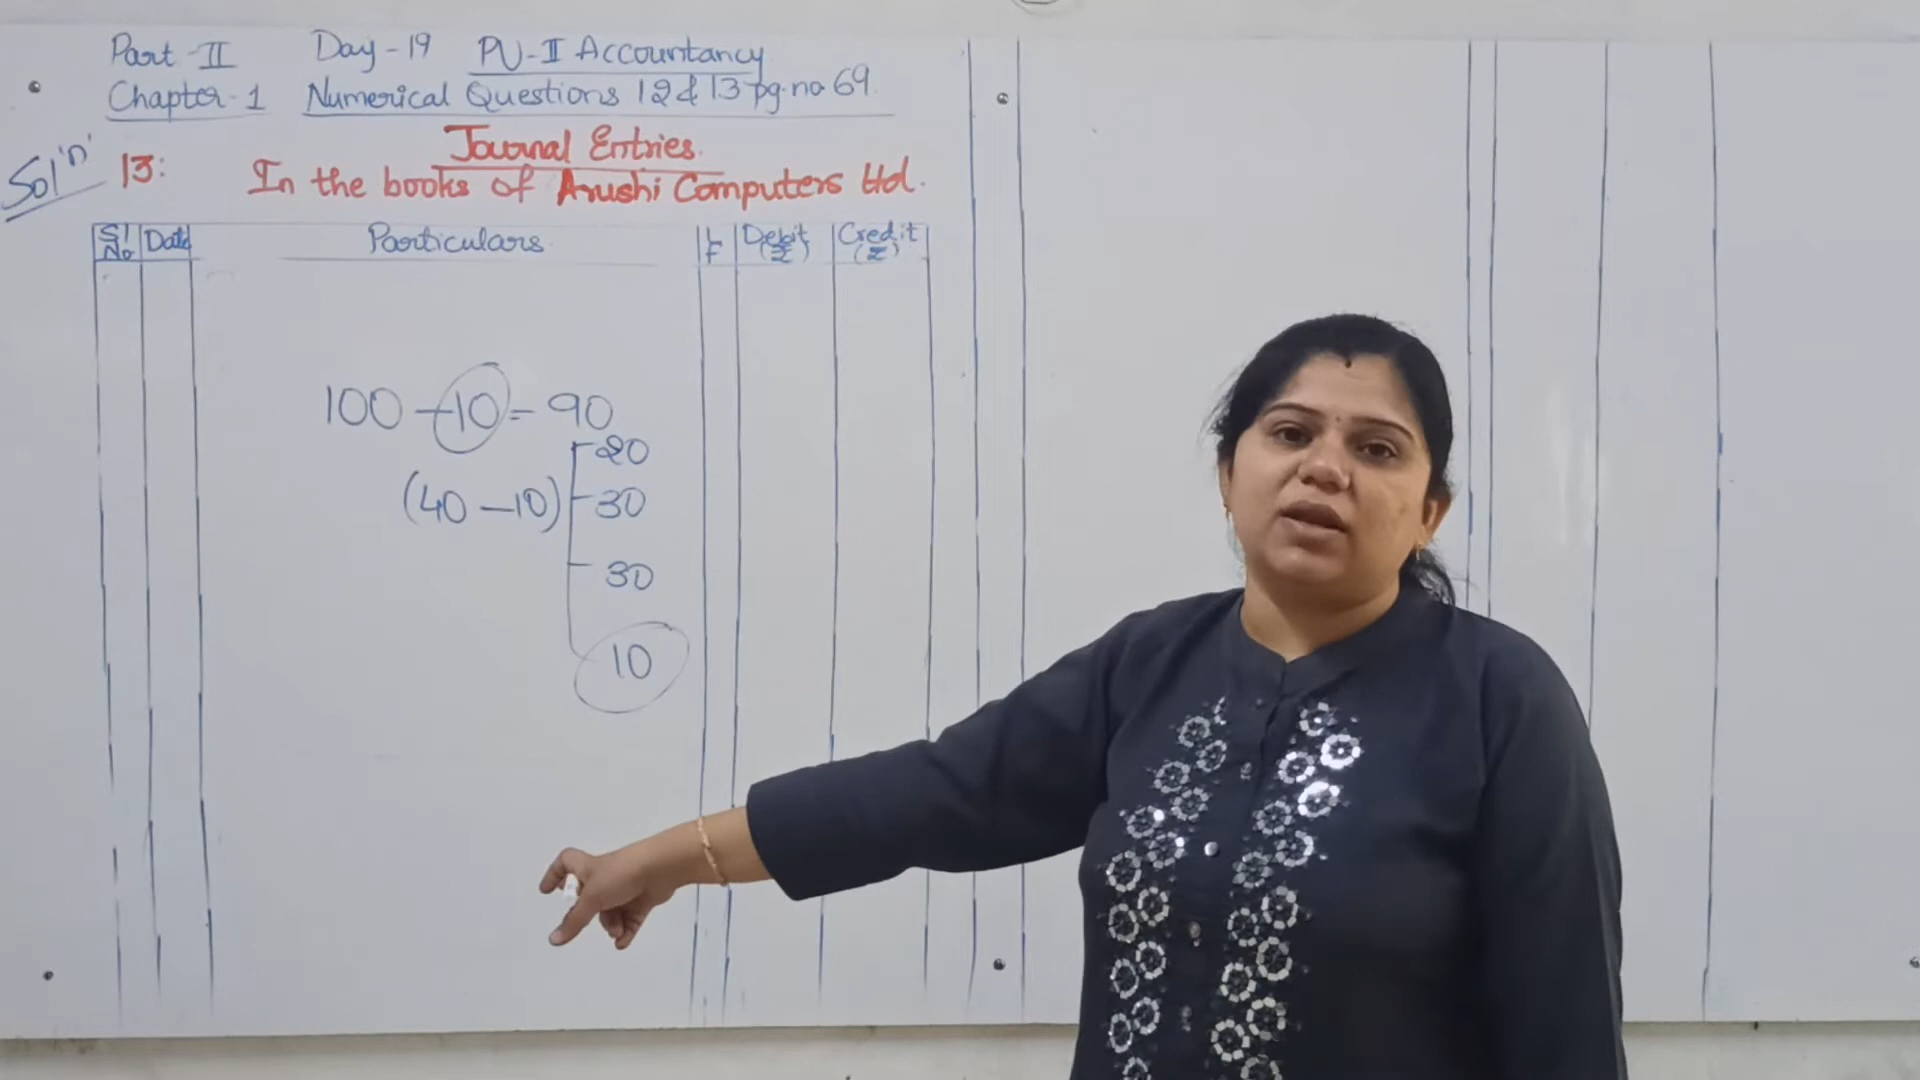 Part-II Day-19 PU-II Accountancy
Chapter-1 Numerical Questions 12 & 13 pg.no 69.
Sol'n' 13: Journal Entries.
In the books of Arushi Computers Ltd.
Sl No Date Particulars L F Debit (₹) Credit (₹)
100 - 10 = 90
20
(40 - 10) 30
30
10